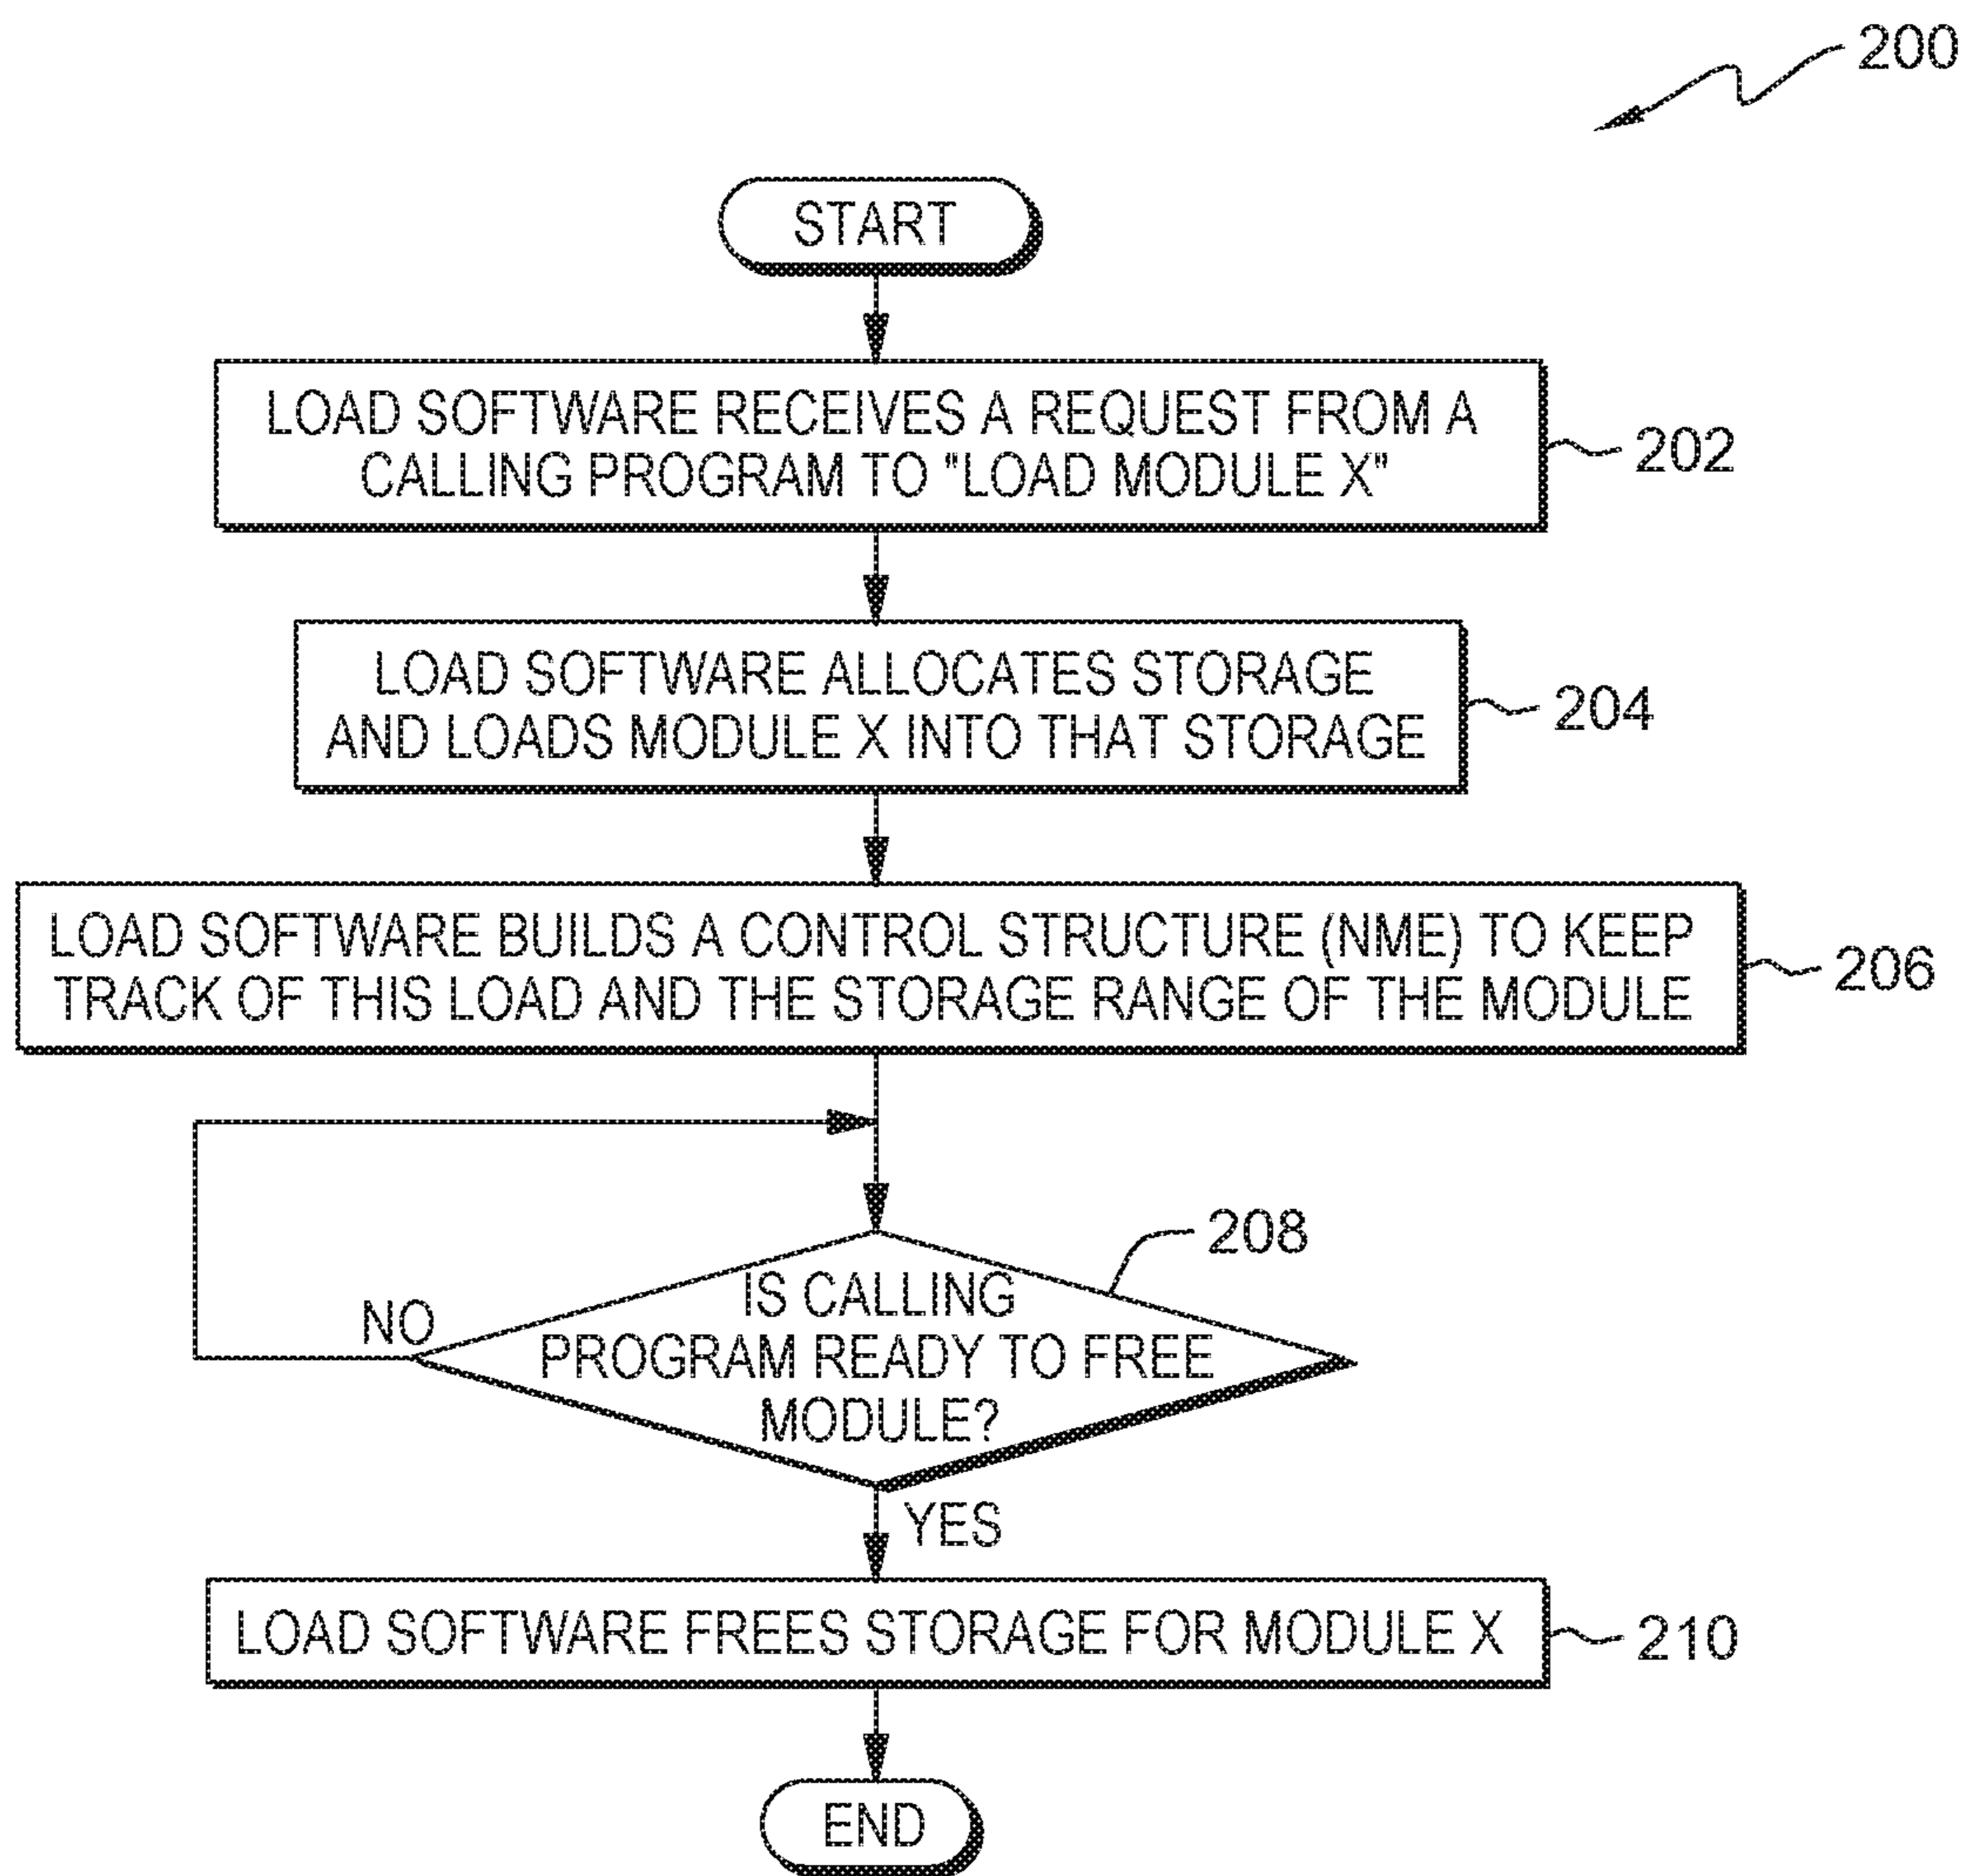 200
START
LOAD SOFTWARE RECEIVES A REQUEST FROM A
CALLING PROGRAM TO "LOAD MODULE X"
202
LOAD SOFTWARE ALLOCATES STORAGE
AND LOADS MODULE X INTO THAT STORAGE
204
LOAD SOFTWARE BUILDS A CONTROL STRUCTURE (NME) TO KEEP
TRACK OF THIS LOAD AND THE STORAGE RANGE OF THE MODULE
206
208
IS CALLING
PROGRAM READY TO FREE
MODULE?
NO
YES
LOAD SOFTWARE FREES STORAGE FOR MODULE X
210
END